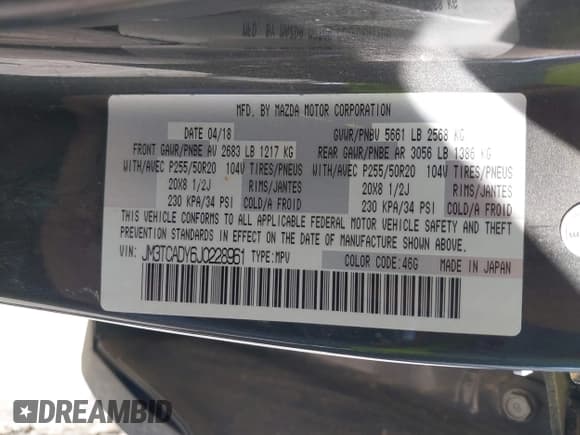 MFD. BY MAZDA MOTOR CORPORATION
DATE 04/18 GVWR/PNBV 5661 LB 2568 KG
FRONT GAWR/PNBE AV 2683 LB 1217 KG REAR GAWR/PNBE AR 3056 LB 1386 KG
WITH/AVEC P255/50R20 104V TIRES/PNEUS WITH/AVEC P255/50R20 104V TIRES/PNEUS
20X8 1/2J RIMS/JANTES 20X8 1/2J RIMS/JANTES
230 KPA/34 PSI COLD/A FROID 230 KPA/34 PSI COLD/A FROID
THIS VEHICLE CONFORMS TO ALL APPLICABLE FEDERAL MOTOR VEHICLE SAFETY AND THEFT
PREVENTION STANDARDS IN EFFECT ON THE DATE OF MANUFACTURE SHOWN ABOVE.
VIN: JM3TCADY6J0228961 TYPE:MPV COLOR CODE:46G MADE IN JAPAN
DREAMBID